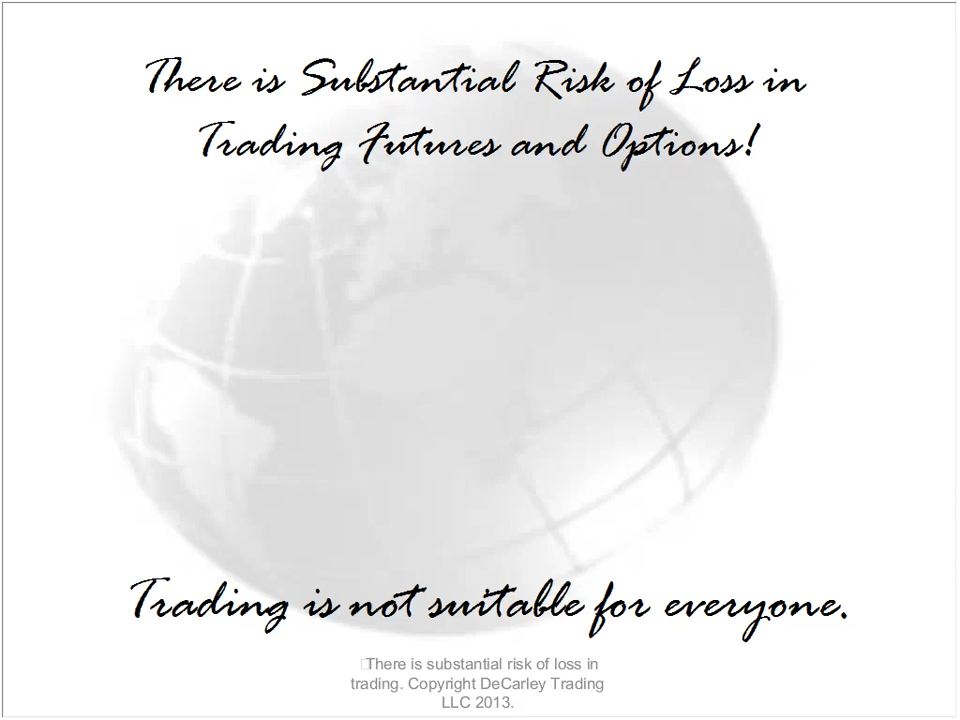 There is Substantial Risk of Loss in
Trading Futures and Options!
Trading is not suitable for everyone.
There is substantial risk of loss in
trading. Copyright DeCarley Trading
LLC 2013.